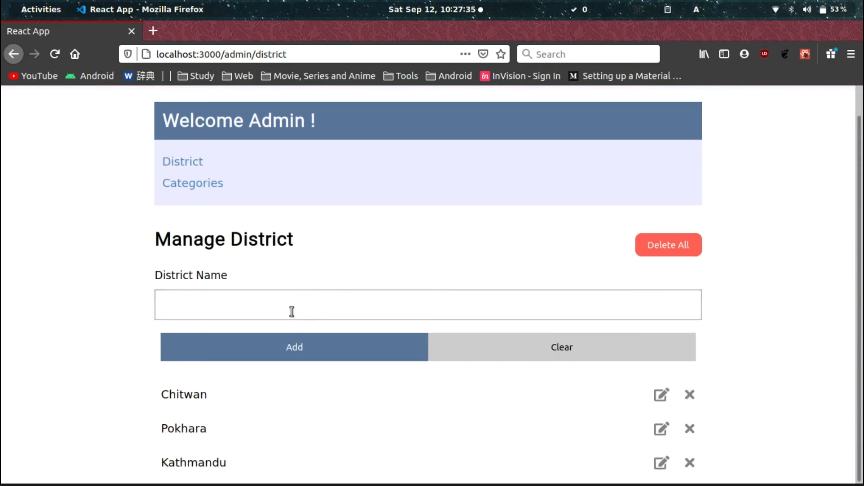 Activities React App - Mozilla Firefox Sat Sep 12, 10:27:35 0 A 53 %
React App
localhost:3000/admin/district Search
YouTube Android W 辞典 Study Web Movie, Series and Anime Tools Android in InVision - Sign In M Setting up a Material …
Welcome Admin !
District
Categories
Manage District
Delete All
District Name
Add Clear
Chitwan
Pokhara
Kathmandu